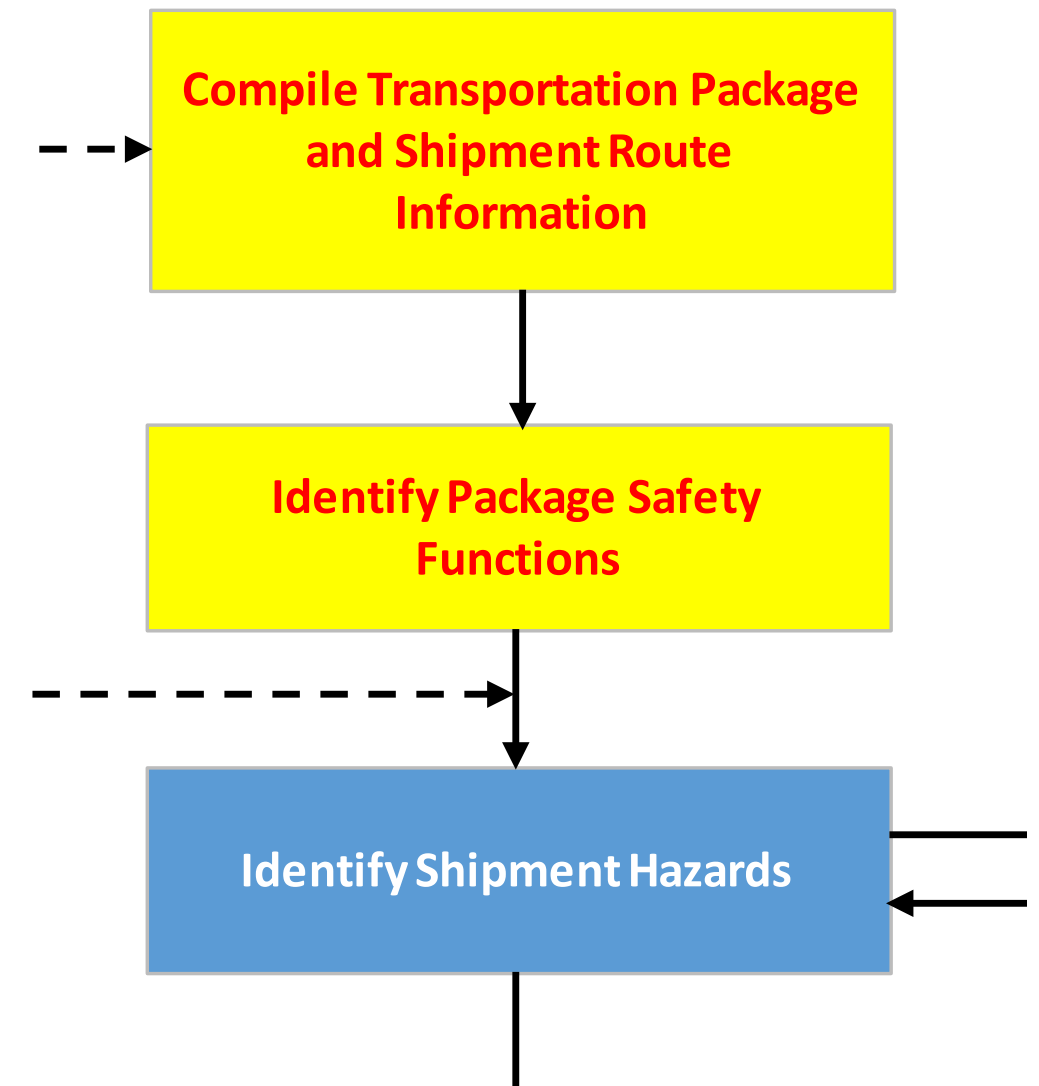 Compile Transportation Package
and Shipment Route
Information
Identify Package Safety
Functions
Identify Shipment Hazards